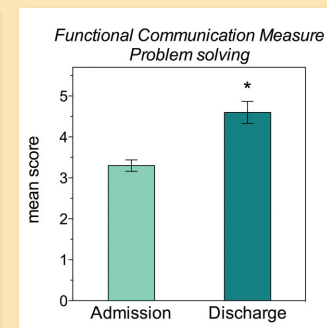 Functional Communication Measure
Problem solving
*
5
4
3
2
1
0
mean score
Admission Discharge